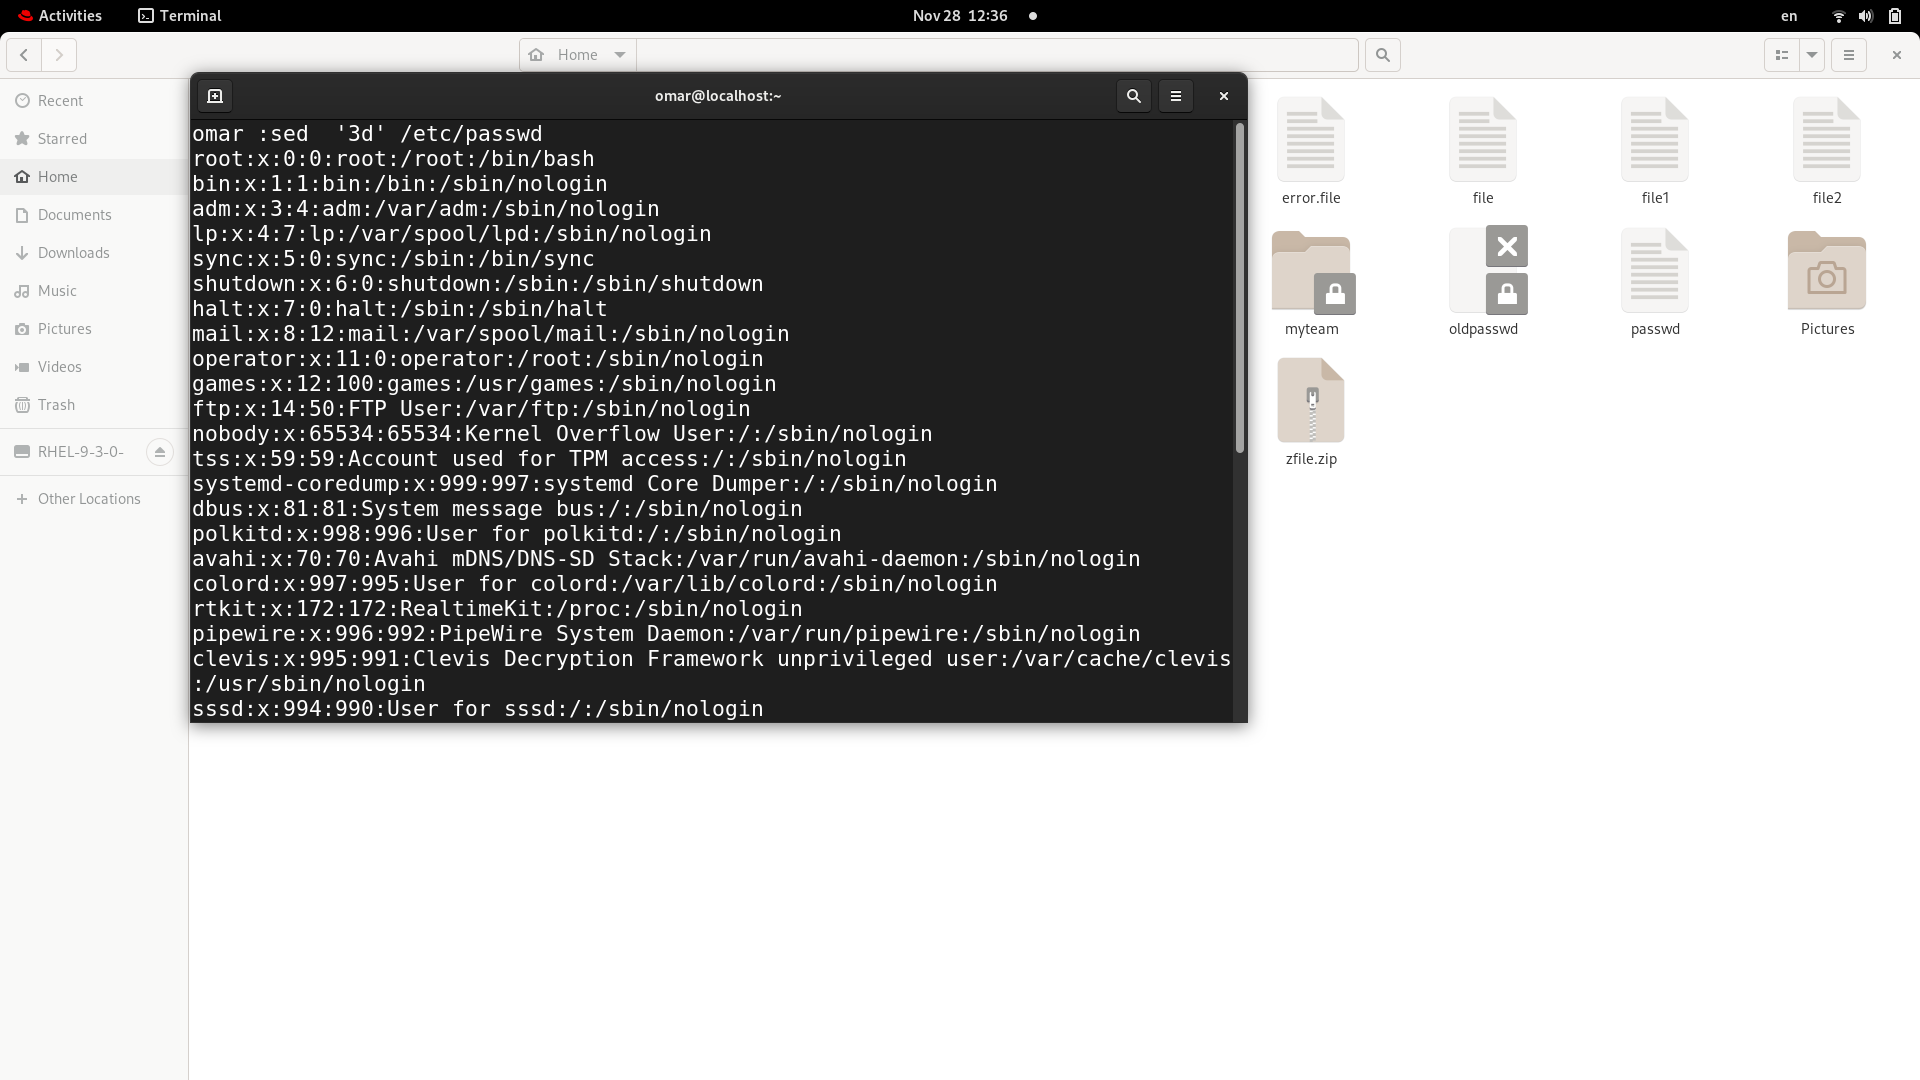 Activities
Terminal
Nov 28 12:36
en
Home
omar@localhost:~
Recent
Starred
Home
Documents
Downloads
Music
Pictures
Videos
Trash
RHEL-9-3-0-
Other Locations
omar :sed  '3d' /etc/passwd
root:x:0:0:root:/root:/bin/bash
bin:x:1:1:bin:/bin:/sbin/nologin
adm:x:3:4:adm:/var/adm:/sbin/nologin
lp:x:4:7:lp:/var/spool/lpd:/sbin/nologin
sync:x:5:0:sync:/sbin:/bin/sync
shutdown:x:6:0:shutdown:/sbin:/sbin/shutdown
halt:x:7:0:halt:/sbin:/sbin/halt
mail:x:8:12:mail:/var/spool/mail:/sbin/nologin
operator:x:11:0:operator:/root:/sbin/nologin
games:x:12:100:games:/usr/games:/sbin/nologin
ftp:x:14:50:FTP User:/var/ftp:/sbin/nologin
nobody:x:65534:65534:Kernel Overflow User:/:/sbin/nologin
tss:x:59:59:Account used for TPM access:/:/sbin/nologin
systemd-coredump:x:999:997:systemd Core Dumper:/:/sbin/nologin
dbus:x:81:81:System message bus:/:/sbin/nologin
polkitd:x:998:996:User for polkitd:/:/sbin/nologin
avahi:x:70:70:Avahi mDNS/DNS-SD Stack:/var/run/avahi-daemon:/sbin/nologin
colord:x:997:995:User for colord:/var/lib/colord:/sbin/nologin
rtkit:x:172:172:RealtimeKit:/proc:/sbin/nologin
pipewire:x:996:992:PipeWire System Daemon:/var/run/pipewire:/sbin/nologin
clevis:x:995:991:Clevis Decryption Framework unprivileged user:/var/cache/clevis
:/usr/sbin/nologin
sssd:x:994:990:User for sssd:/:/sbin/nologin
error.file
file
file1
file2
myteam
oldpasswd
passwd
Pictures
zfile.zip